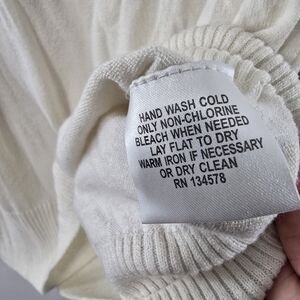 HAND WASH COLD
ONLY NON-CHLORINE
BLEACH WHEN NEEDED
LAY FLAT TO DRY
WARM IRON IF NECESSARY
OR DRY CLEAN
RN 134578